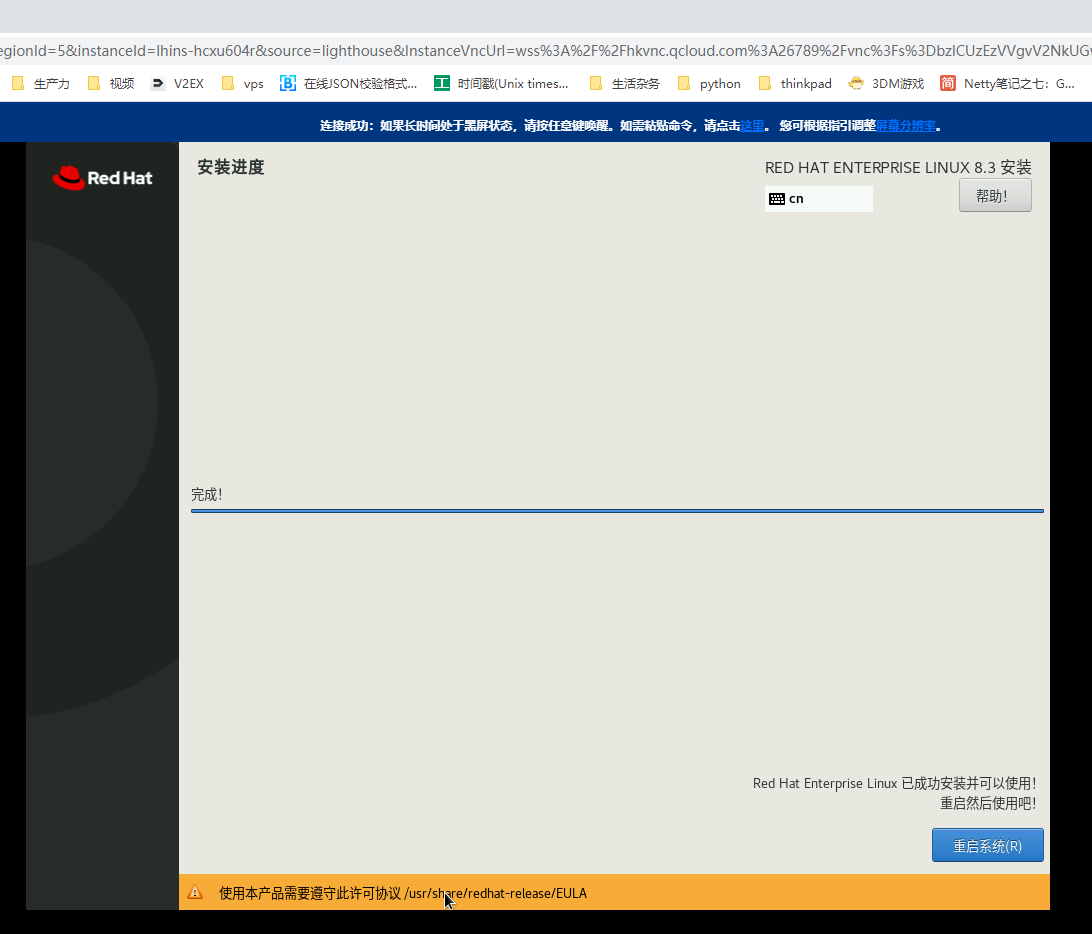 egionId=5&instanceId=lhins-hcxu604r&source=lighthouse&InstanceVncUrl=wss%3A%2F%2Fhkvnc.qcloud.com%3A26789%2Fvnc%3Fs%3DbzlCUzEzVVgvV2NkUG
生产力 视频 V2EX vps 在线JSON校验格式... 时间戳(Unix times... 生活杂务 python thinkpad 3DM游戏 简 Netty笔记之七：G...
连接成功：如果长时间处于黑屏状态，请按任意键唤醒。如需粘贴命令，请点击这里。 您可根据指引调整屏幕分辨率。
Red Hat
安装进度
RED HAT ENTERPRISE LINUX 8.3 安装
cn
帮助！
完成！
Red Hat Enterprise Linux 已成功安装并可以使用！
重启然后使用吧！
重启系统(R)
使用本产品需要遵守此许可协议 /usr/share/redhat-release/EULA